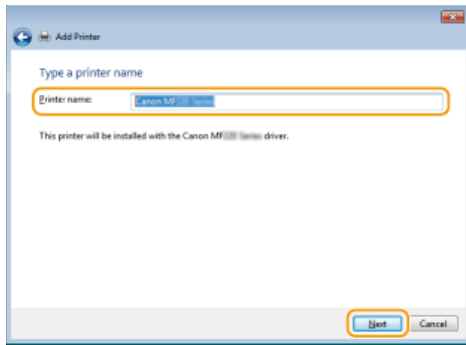 Add Printer
Type a printer name
Printer name:
Canon MF
This printer will be installed with the Canon MF driver.
Next
Cancel